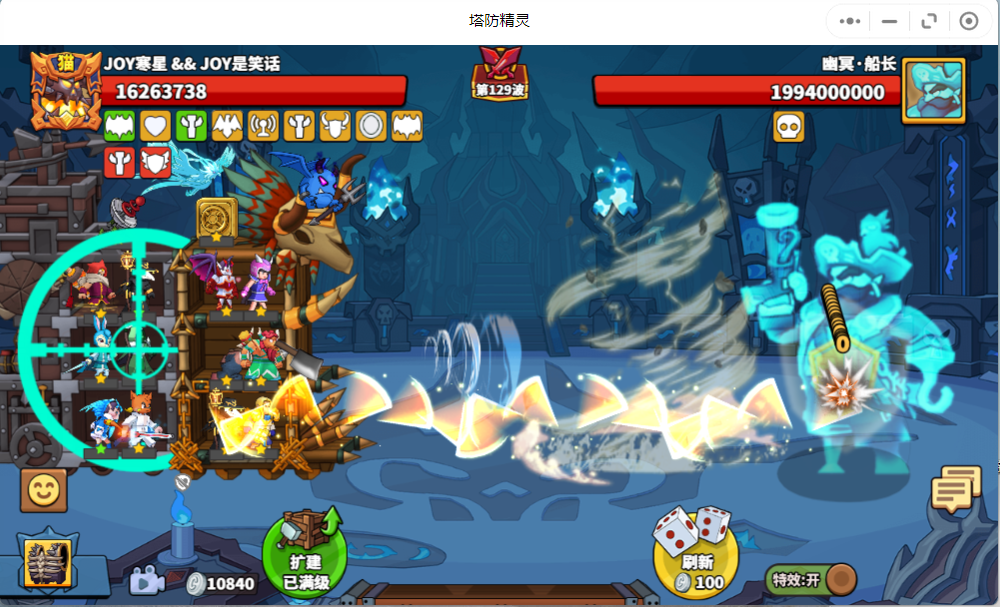 塔防精灵
猫
JOY寒星 && JOY是笑话
幽冥·船长
16263738
第129波
1994000000
扩建
已满级
刷新
100
10840
特效:开